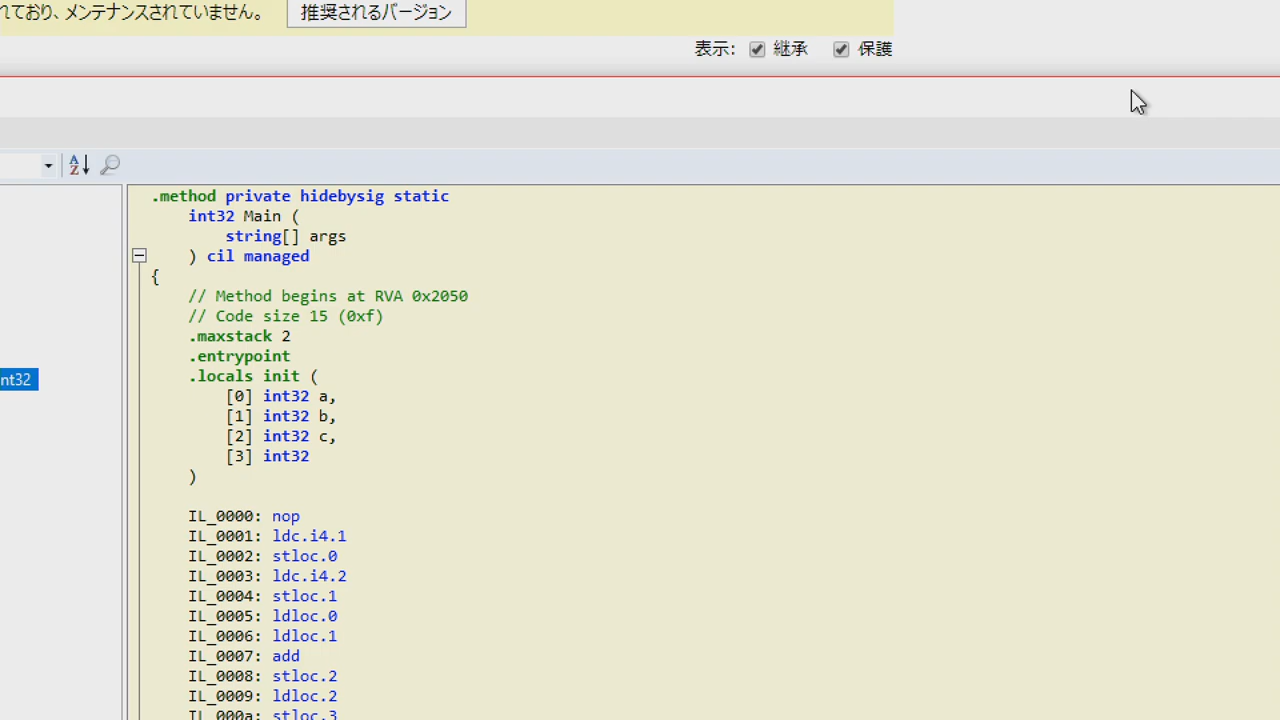 れており、メンテナンスされていません。 推奨されるバージョン
表示: 継承 保護
.method private hidebysig static
int32 Main (
string[] args
) cil managed
{
// Method begins at RVA 0x2050
// Code size 15 (0xf)
.maxstack 2
.entrypoint
.locals init (
[0] int32 a,
[1] int32 b,
[2] int32 c,
[3] int32
)
nt32
IL_0000: nop
IL_0001: ldc.i4.1
IL_0002: stloc.0
IL_0003: ldc.i4.2
IL_0004: stloc.1
IL_0005: ldloc.0
IL_0006: ldloc.1
IL_0007: add
IL_0008: stloc.2
IL_0009: ldloc.2
IL_000a: stloc.3